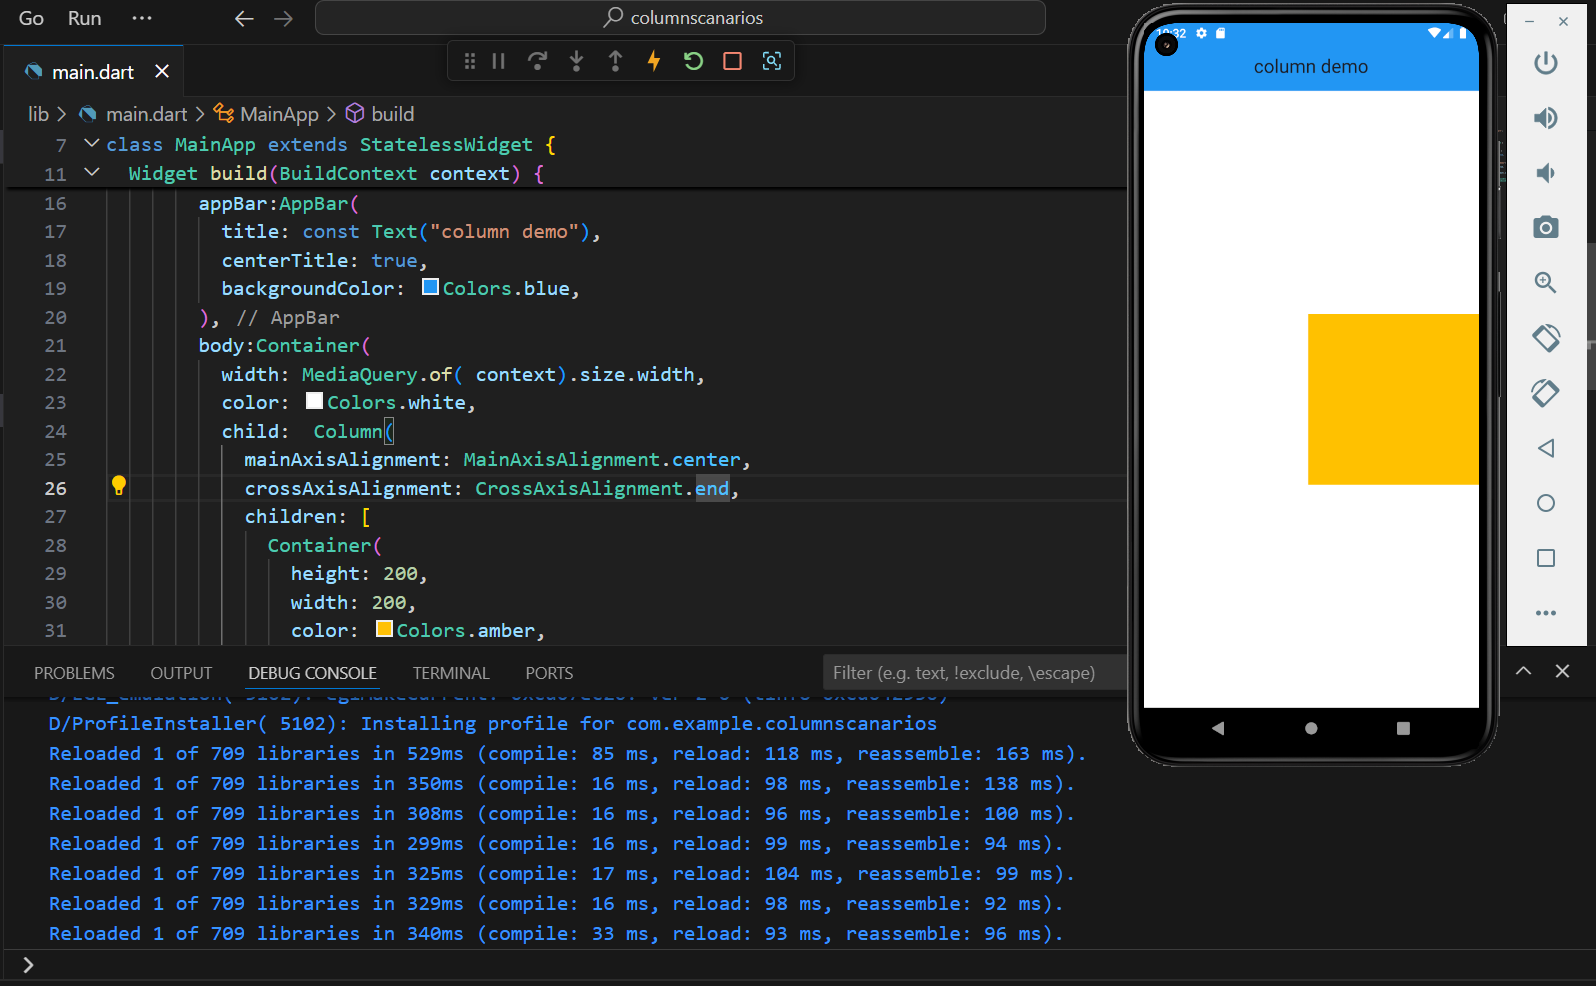 Go Run ···
columnscanarios
main.dart
lib > main.dart > MainApp > build
7 class MainApp extends StatelessWidget {
11 Widget build(BuildContext context) {
16 appBar:AppBar(
17 title: const Text("column demo"),
18 centerTitle: true,
19 backgroundColor: Colors.blue,
20 ), // AppBar
21 body:Container(
22 width: MediaQuery.of( context).size.width,
23 color: Colors.white,
24 child:  Column(
25 mainAxisAlignment: MainAxisAlignment.center,
26 crossAxisAlignment: CrossAxisAlignment.end,
27 children: [
28 Container(
29 height: 200,
30 width: 200,
31 color: Colors.amber,
column demo
PROBLEMS OUTPUT DEBUG CONSOLE TERMINAL PORTS
Filter (e.g. text, !exclude, \escape)
D/ProfileInstaller( 5102): Installing profile for com.example.columnscanarios
Reloaded 1 of 709 libraries in 529ms (compile: 85 ms, reload: 118 ms, reassemble: 163 ms).
Reloaded 1 of 709 libraries in 350ms (compile: 16 ms, reload: 98 ms, reassemble: 138 ms).
Reloaded 1 of 709 libraries in 308ms (compile: 16 ms, reload: 96 ms, reassemble: 100 ms).
Reloaded 1 of 709 libraries in 299ms (compile: 16 ms, reload: 99 ms, reassemble: 94 ms).
Reloaded 1 of 709 libraries in 325ms (compile: 17 ms, reload: 104 ms, reassemble: 99 ms).
Reloaded 1 of 709 libraries in 329ms (compile: 16 ms, reload: 98 ms, reassemble: 92 ms).
Reloaded 1 of 709 libraries in 340ms (compile: 33 ms, reload: 93 ms, reassemble: 96 ms).